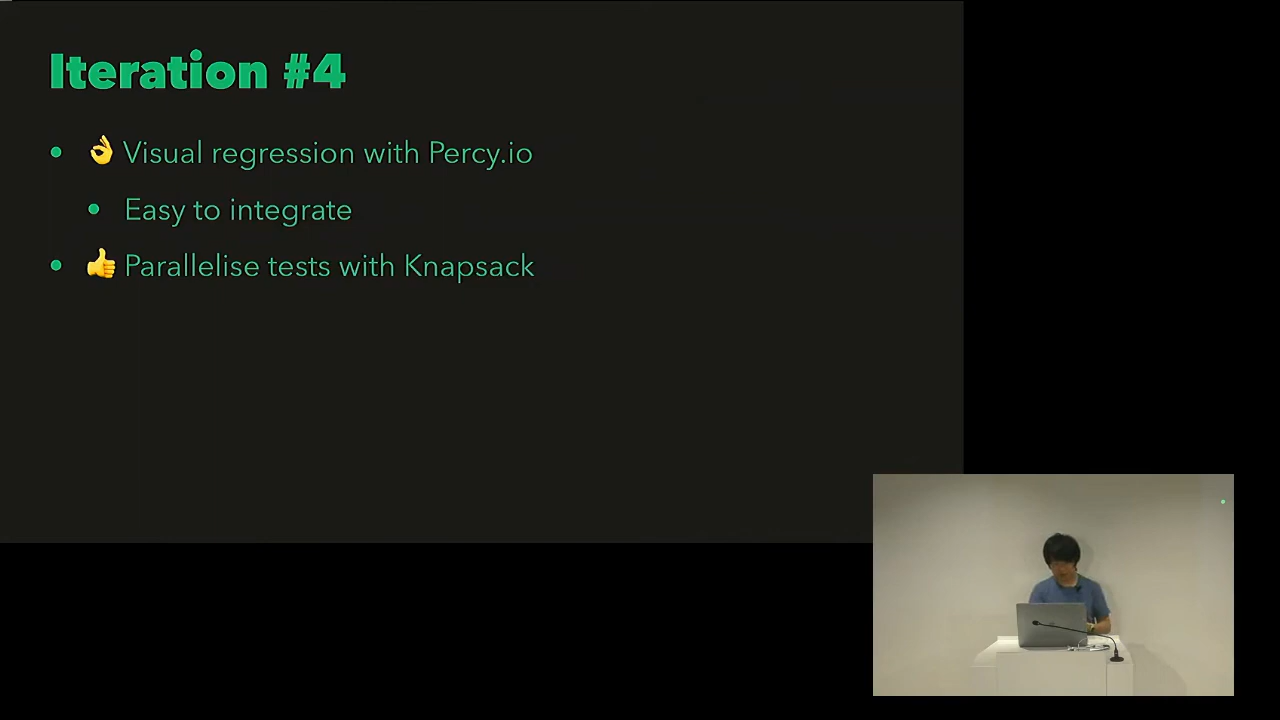 Iteration #4
• 👌 Visual regression with Percy.io
• Easy to integrate
• 👍 Parallelise tests with Knapsack